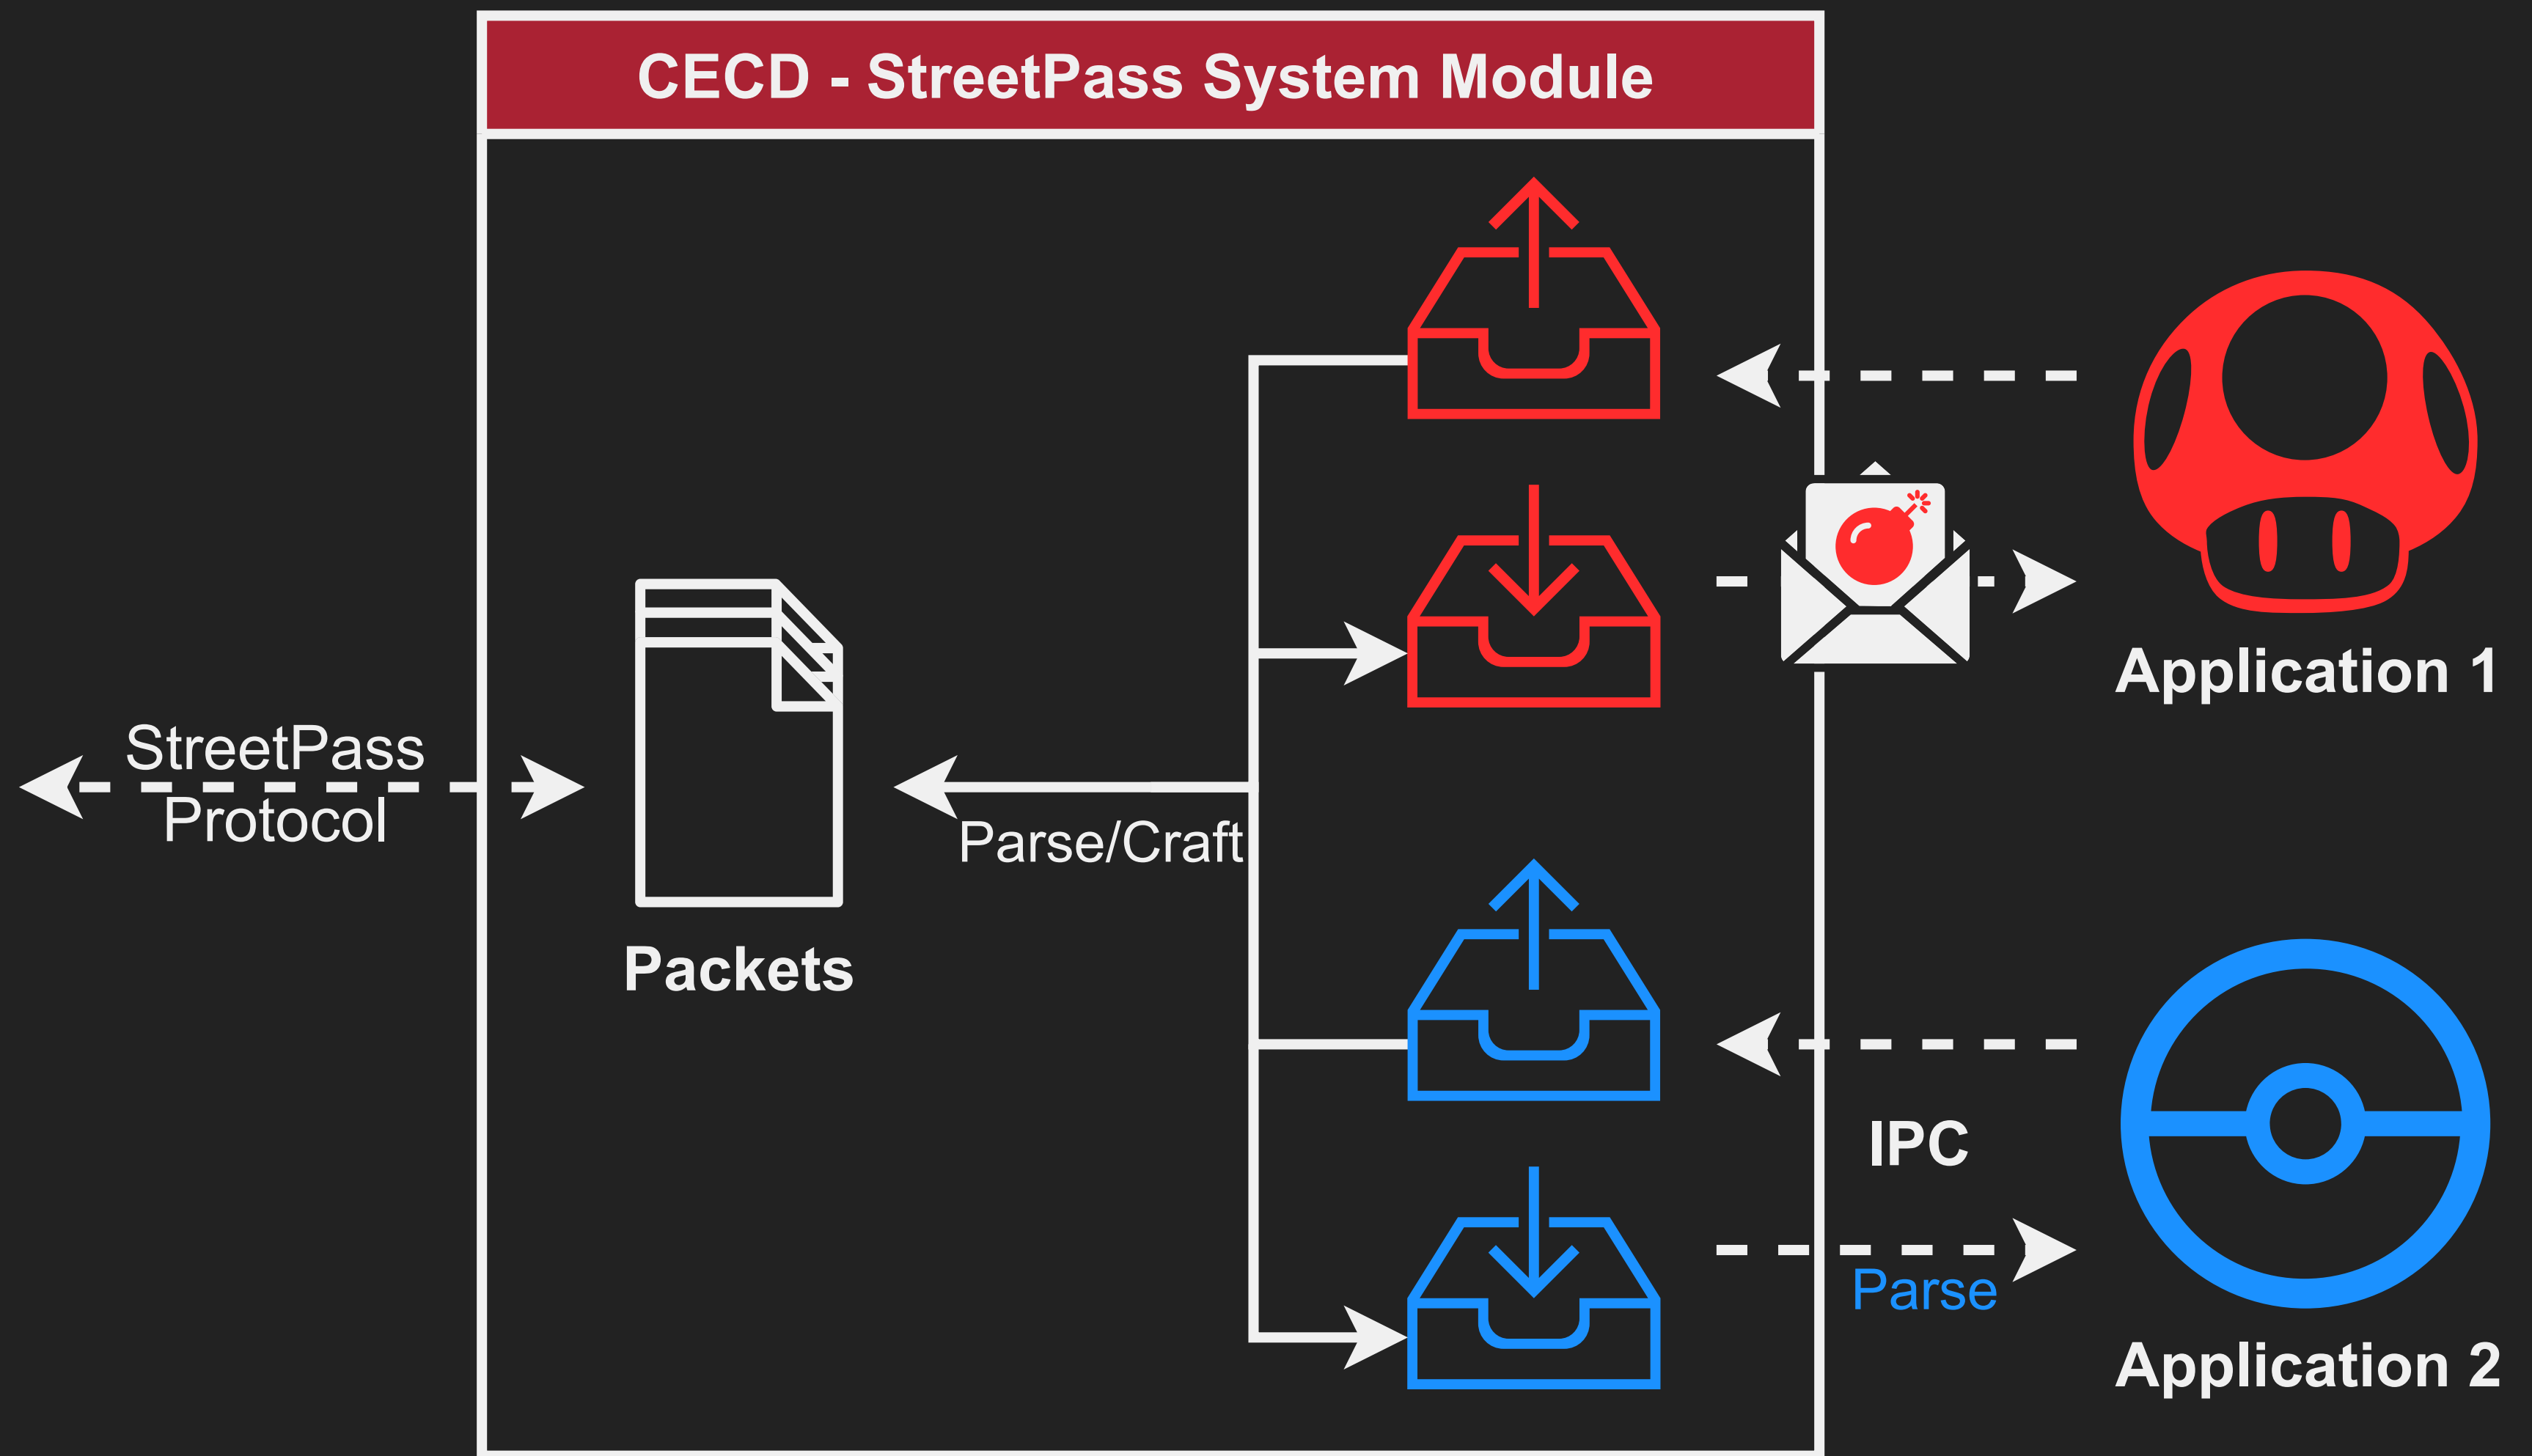 CECD - StreetPass System Module
StreetPass
Protocol
Packets
Parse/Craft
Application 1
IPC
Parse
Application 2